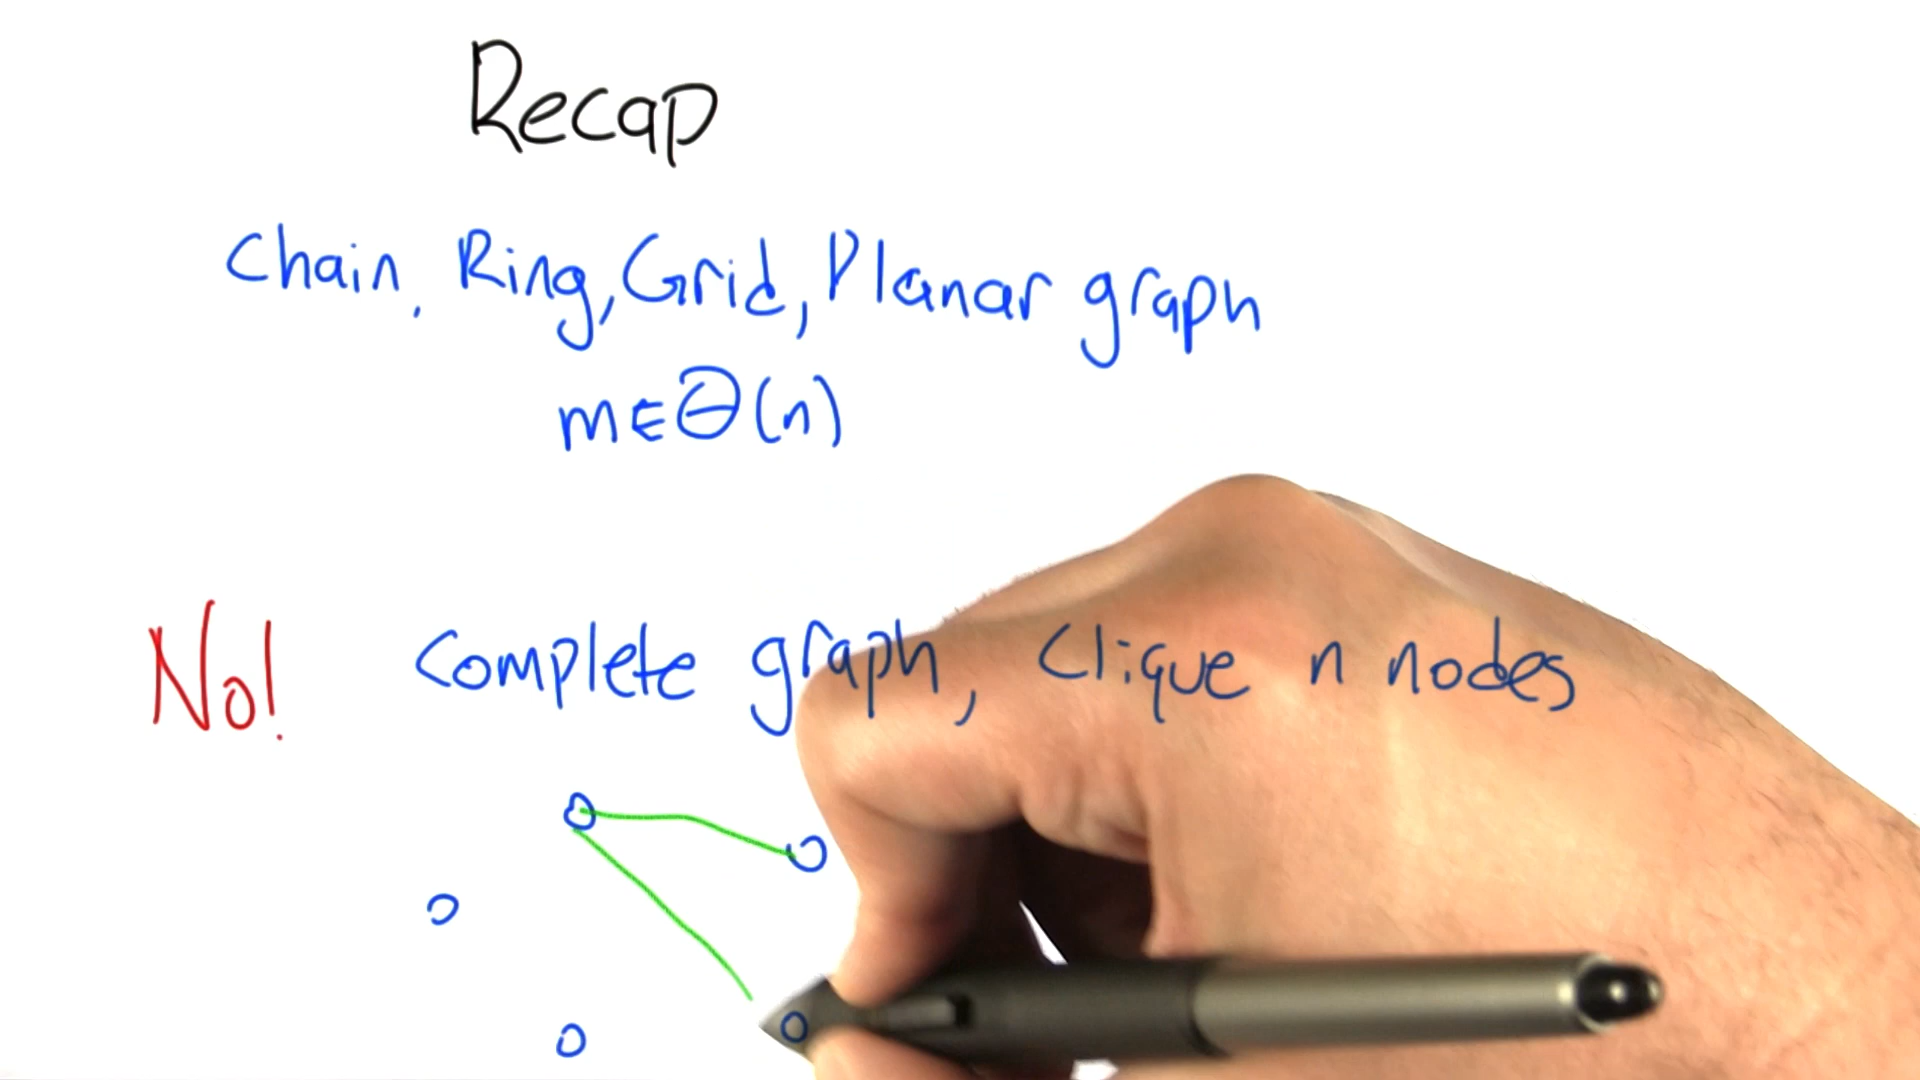 Recap
Chain, Ring, Grid, Planar graph
m∈Θ(n)
No! Complete graph, Clique n nodes